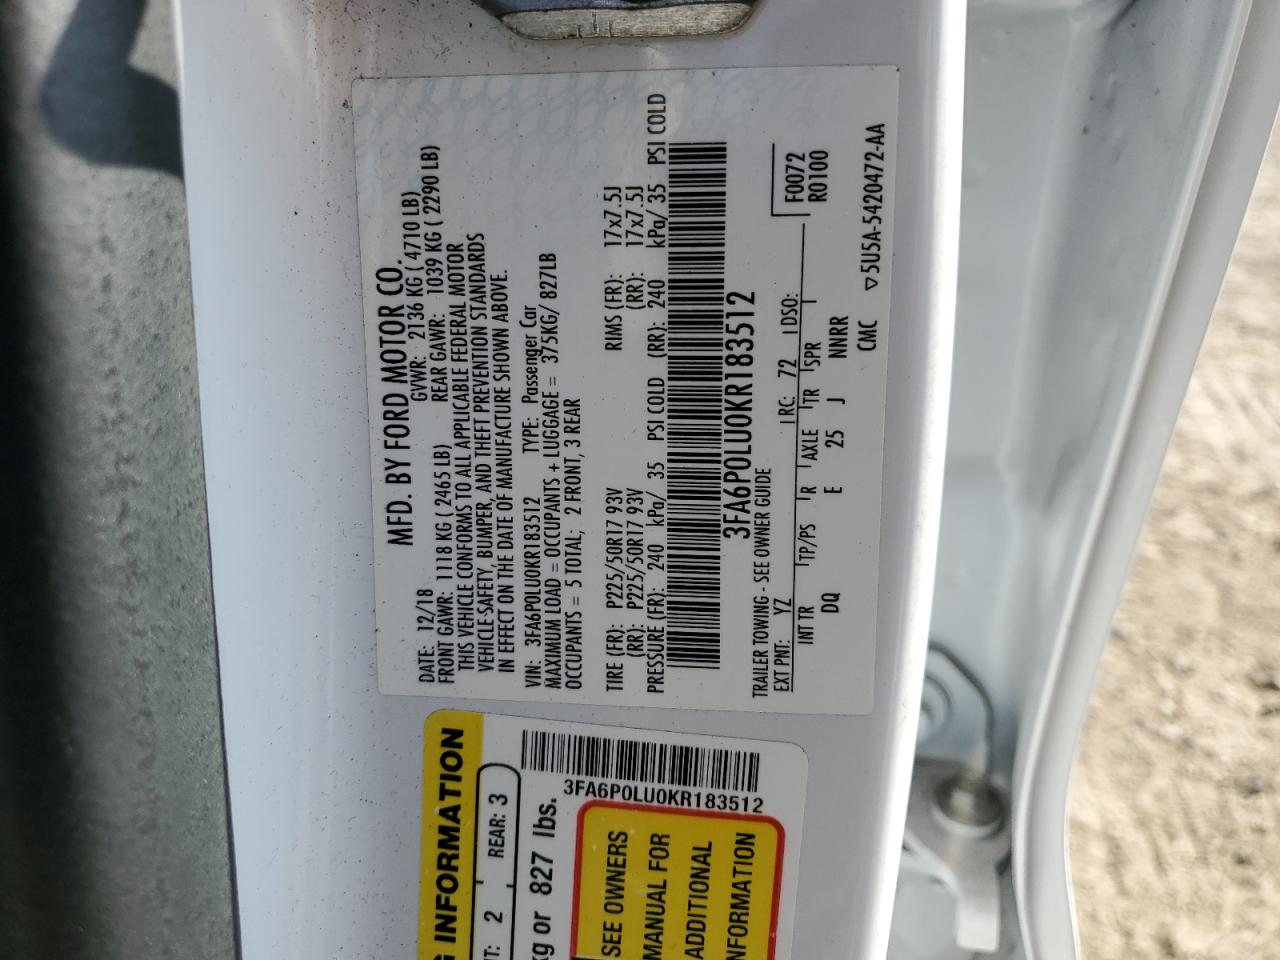 MFD. BY FORD MOTOR CO.
DATE: 12/18 GVWR: 2136 KG ( 4710 LB)
FRONT GAWR: 1118 KG ( 2465 LB) REAR GAWR: 1039 KG ( 2290 LB)
THIS VEHICLE CONFORMS TO ALL APPLICABLE FEDERAL MOTOR
VEHICLE SAFETY, BUMPER, AND THEFT PREVENTION STANDARDS
IN EFFECT ON THE DATE OF MANUFACTURE SHOWN ABOVE.
VIN: 3FA6P0LU0KR183512 TYPE: Passenger Car
MAXIMUM LOAD = OCCUPANTS + LUGGAGE = 375KG/ 827LB
OCCUPANTS = 5 TOTAL; 2 FRONT, 3 REAR
TIRE (FR): P225/50R17 93V RIMS (FR): 17x7.5J
(RR): P225/50R17 93V (RR): 17x7.5J
PRESSURE (FR): 240 kPa/ 35 PSI COLD (RR): 240 kPa/ 35 PSI COLD
3FA6P0LU0KR183512
TRAILER TOWING - SEE OWNER GUIDE
EXT PNT: YZ RC: 72 DSO: F0072
R0100
INT TR TP/PS R AXLE TR SPR
DQ E 25 J NNRR
CMC ▽5U5A-5420472-AA
G INFORMATION
T: 2 REAR: 3
kg or 827 lbs.
3FA6P0LU0KR183512
SEE OWNERS
MANUAL FOR
ADDITIONAL
NFORMATION